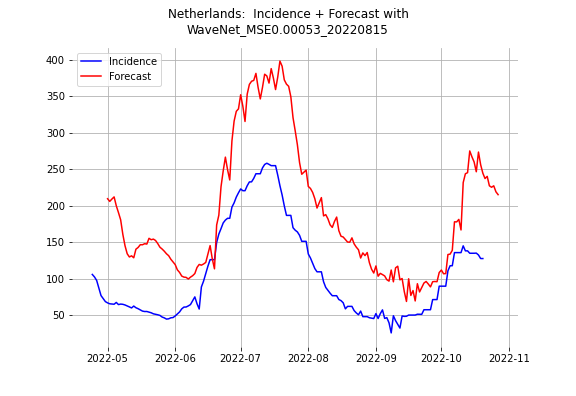 Netherlands:  Incidence + Forecast with
WaveNet_MSE0.00053_20220815
Incidence
Forecast
400
350
300
250
200
150
100
50
2022-05 2022-06 2022-07 2022-08 2022-09 2022-10 2022-11